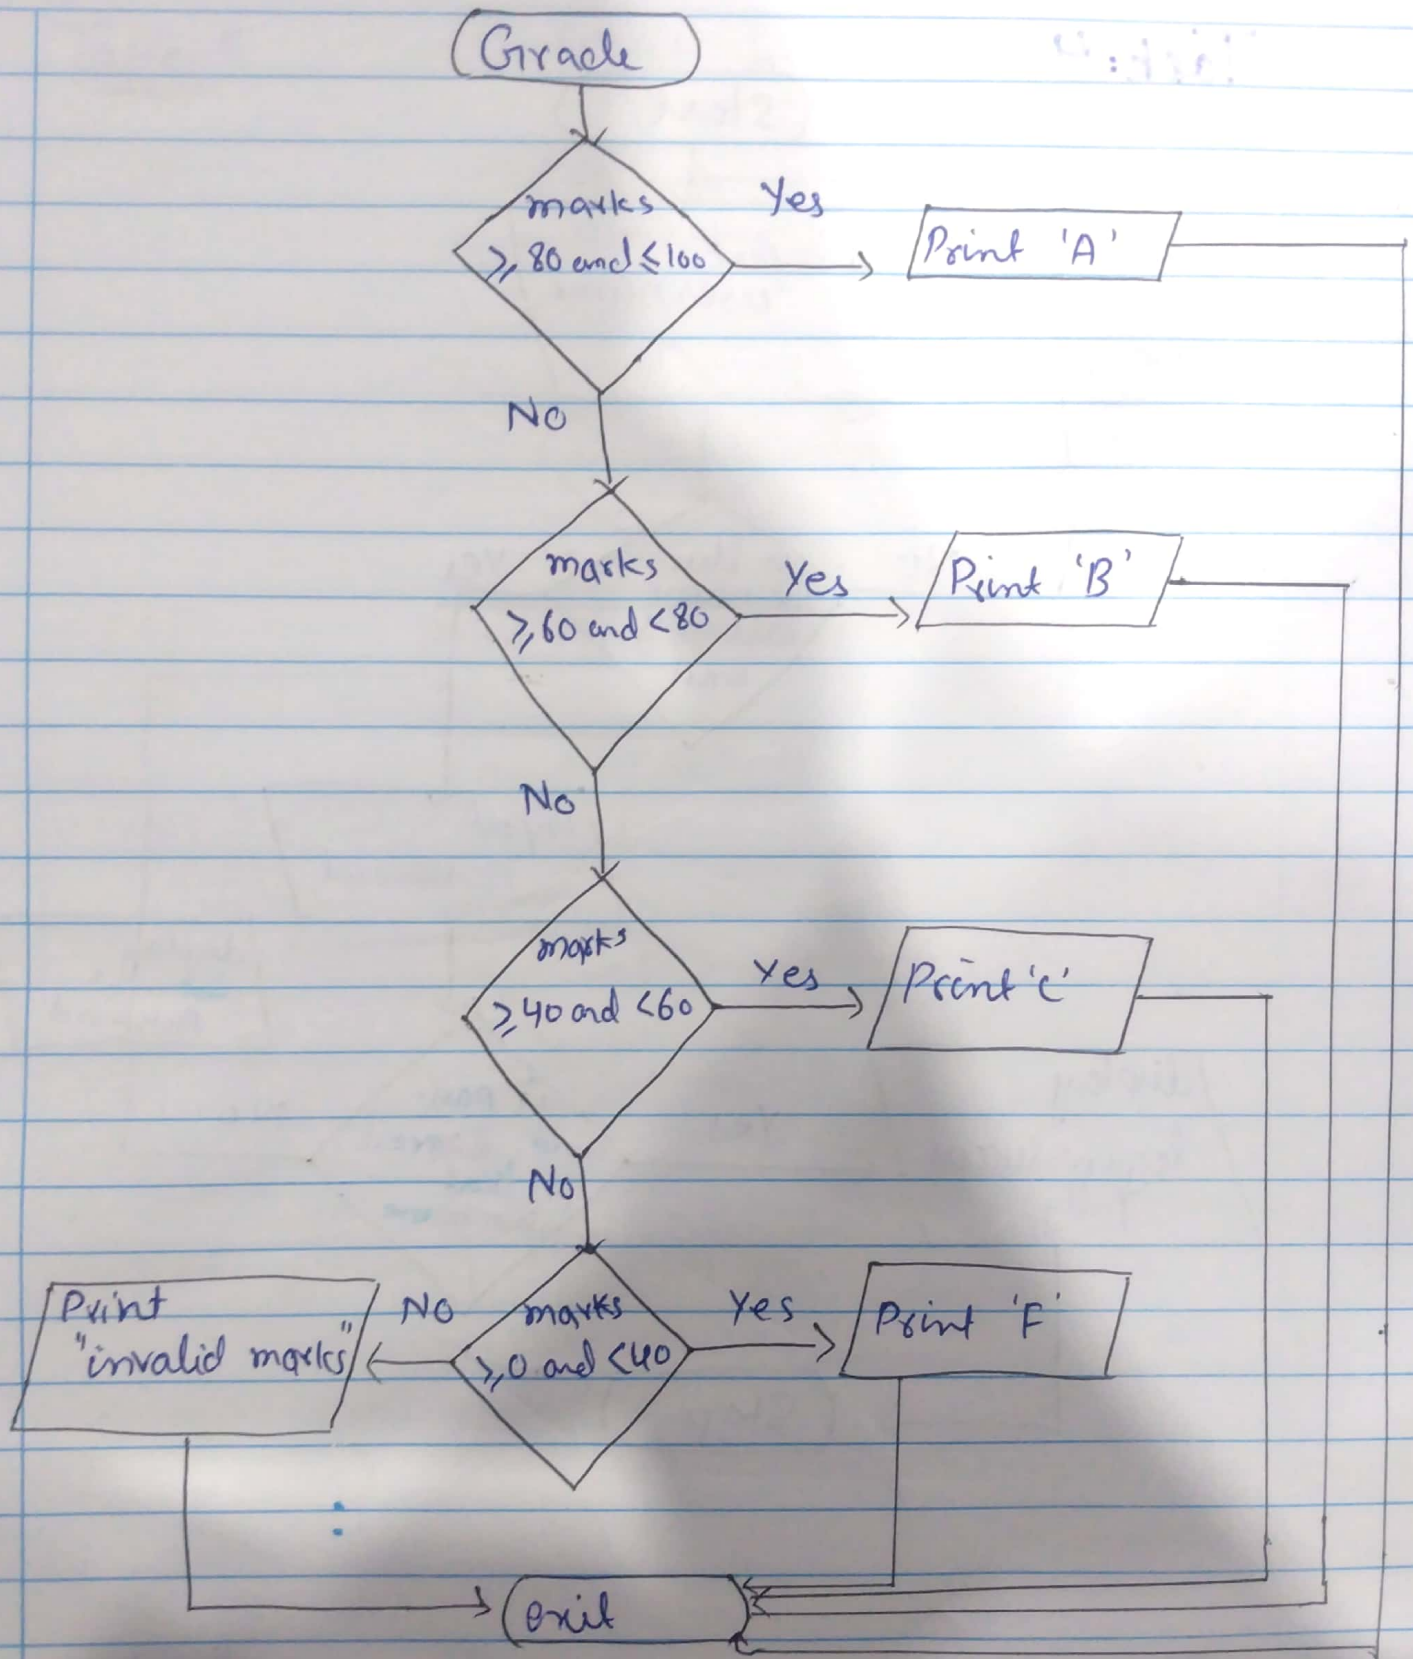 Grade
marks
≥ 80 and ≤ 100
Yes
Print 'A'
No
marks
≥ 60 and < 80
Yes
Print 'B'
No
marks
≥ 40 and < 60
Yes
Print 'C'
No
marks
≥ 0 and < 40
Yes
Print 'F'
No
Print
"invalid marks"
exit